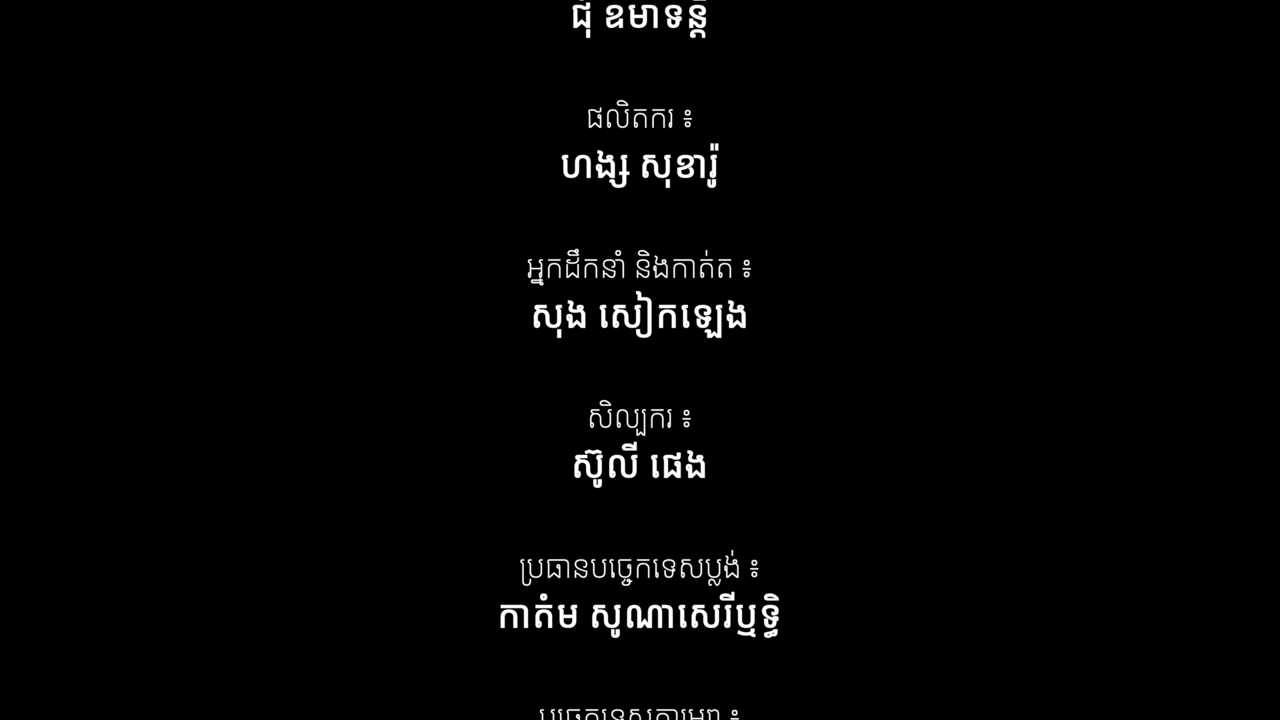 ជុំ ឧមាទន្តី
ផលិតករ ៖
ហង្ស សុខារ៉ូ
អ្នកដឹកនាំ និងកាត់ត ៖
សុង សៀកឡេង
សិល្បករ ៖
ស៊ូលី ផេង
ប្រធានបច្ចេកទេសប្លង់ ៖
កាតំម សូណាសេរីឫទ្ធិ